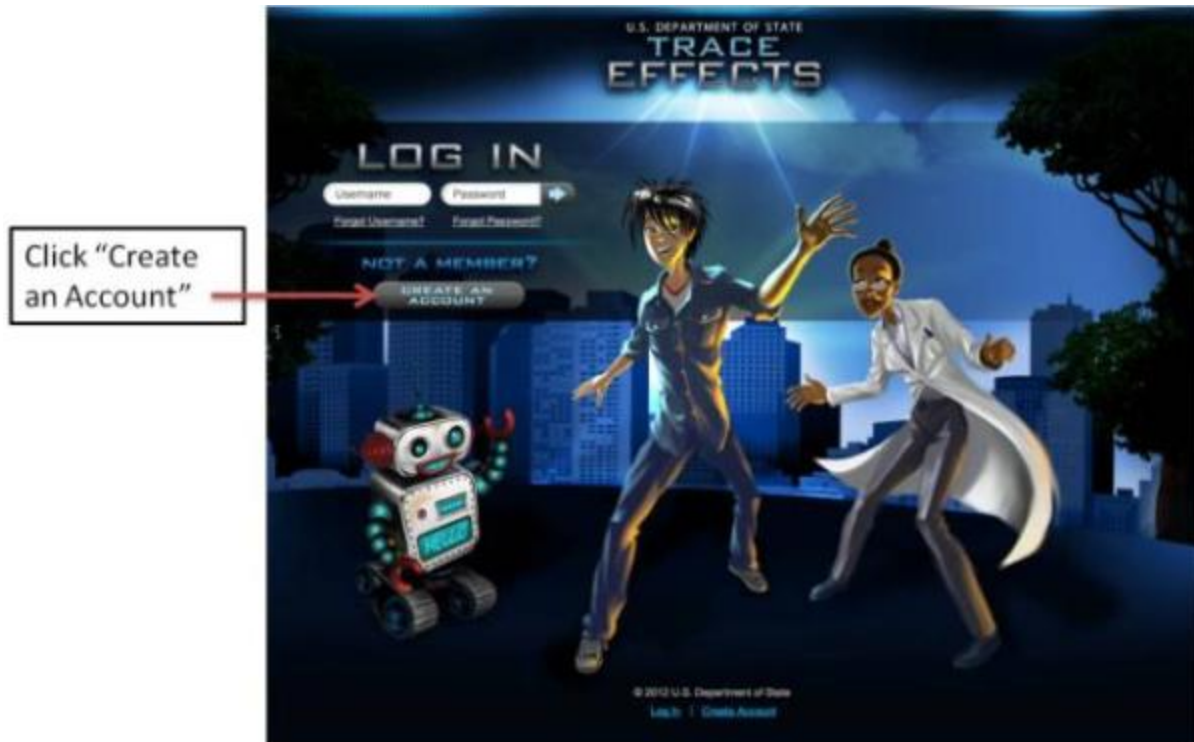 U.S. DEPARTMENT OF STATE
TRACE
EFFECTS
LOG IN
Username
Password
Forgot Username?
Forgot Password?
NOT A MEMBER?
CREATE AN
ACCOUNT
Click “Create
an Account”
HELLO
© 2012 U.S. Department of State
Log In | Create Account